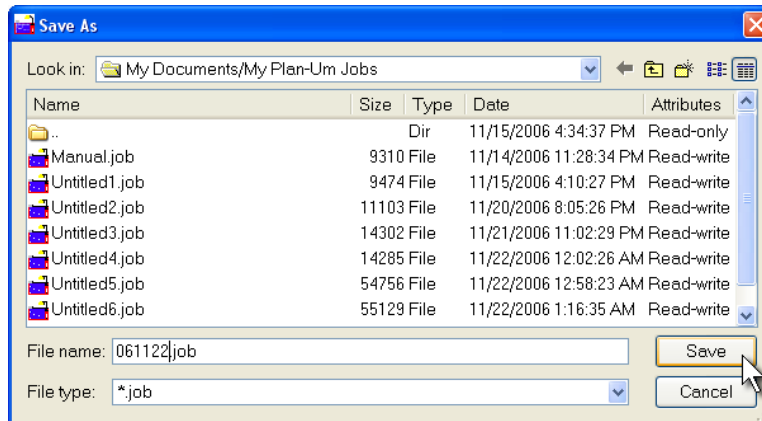 Save As
Look in: My Documents/My Plan-Um Jobs
Name Size Type Date Attributes
.. Dir 11/15/2006 4:34:37 PM Read-only
Manual.job 9310 File 11/14/2006 11:28:34 PM Read-write
Untitled1.job 9474 File 11/15/2006 4:10:27 PM Read-write
Untitled2.job 11103 File 11/20/2006 8:05:26 PM Read-write
Untitled3.job 14302 File 11/21/2006 11:02:29 PM Read-write
Untitled4.job 14285 File 11/22/2006 12:02:26 AM Read-write
Untitled5.job 54756 File 11/22/2006 12:58:23 AM Read-write
Untitled6.job 55129 File 11/22/2006 1:16:35 AM Read-write
File name: 061122.job Save
File type: *.job Cancel